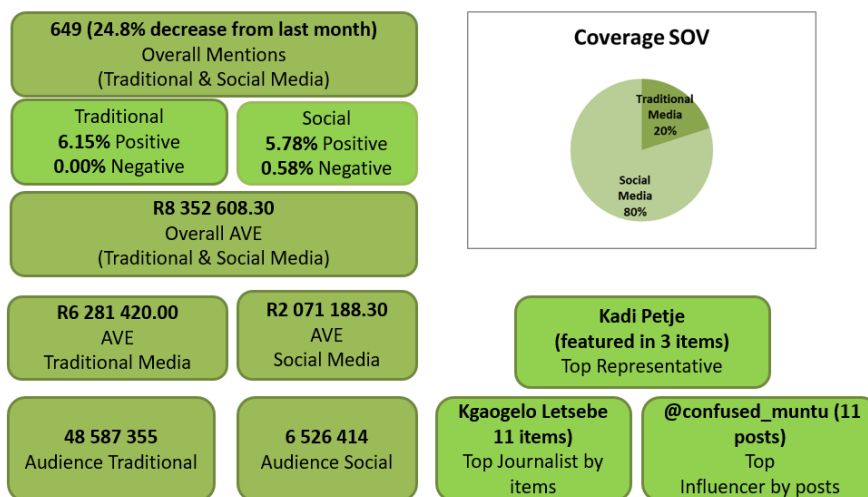 649 (24.8% decrease from last month)
Overall Mentions
(Traditional & Social Media)
Traditional
6.15% Positive
0.00% Negative
Social
5.78% Positive
0.58% Negative
R8 352 608.30
Overall AVE
(Traditional & Social Media)
R6 281 420.00
AVE
Traditional Media
R2 071 188.30
AVE
Social Media
48 587 355
Audience Traditional
6 526 414
Audience Social
Coverage SOV
Traditional
Media
20%
Social
Media
80%
Kadi Petje
(featured in 3 items)
Top Representative
Kgaogelo Letsebe
11 items)
Top Journalist by
items
@confused_muntu (11
posts)
Top
Influencer by posts